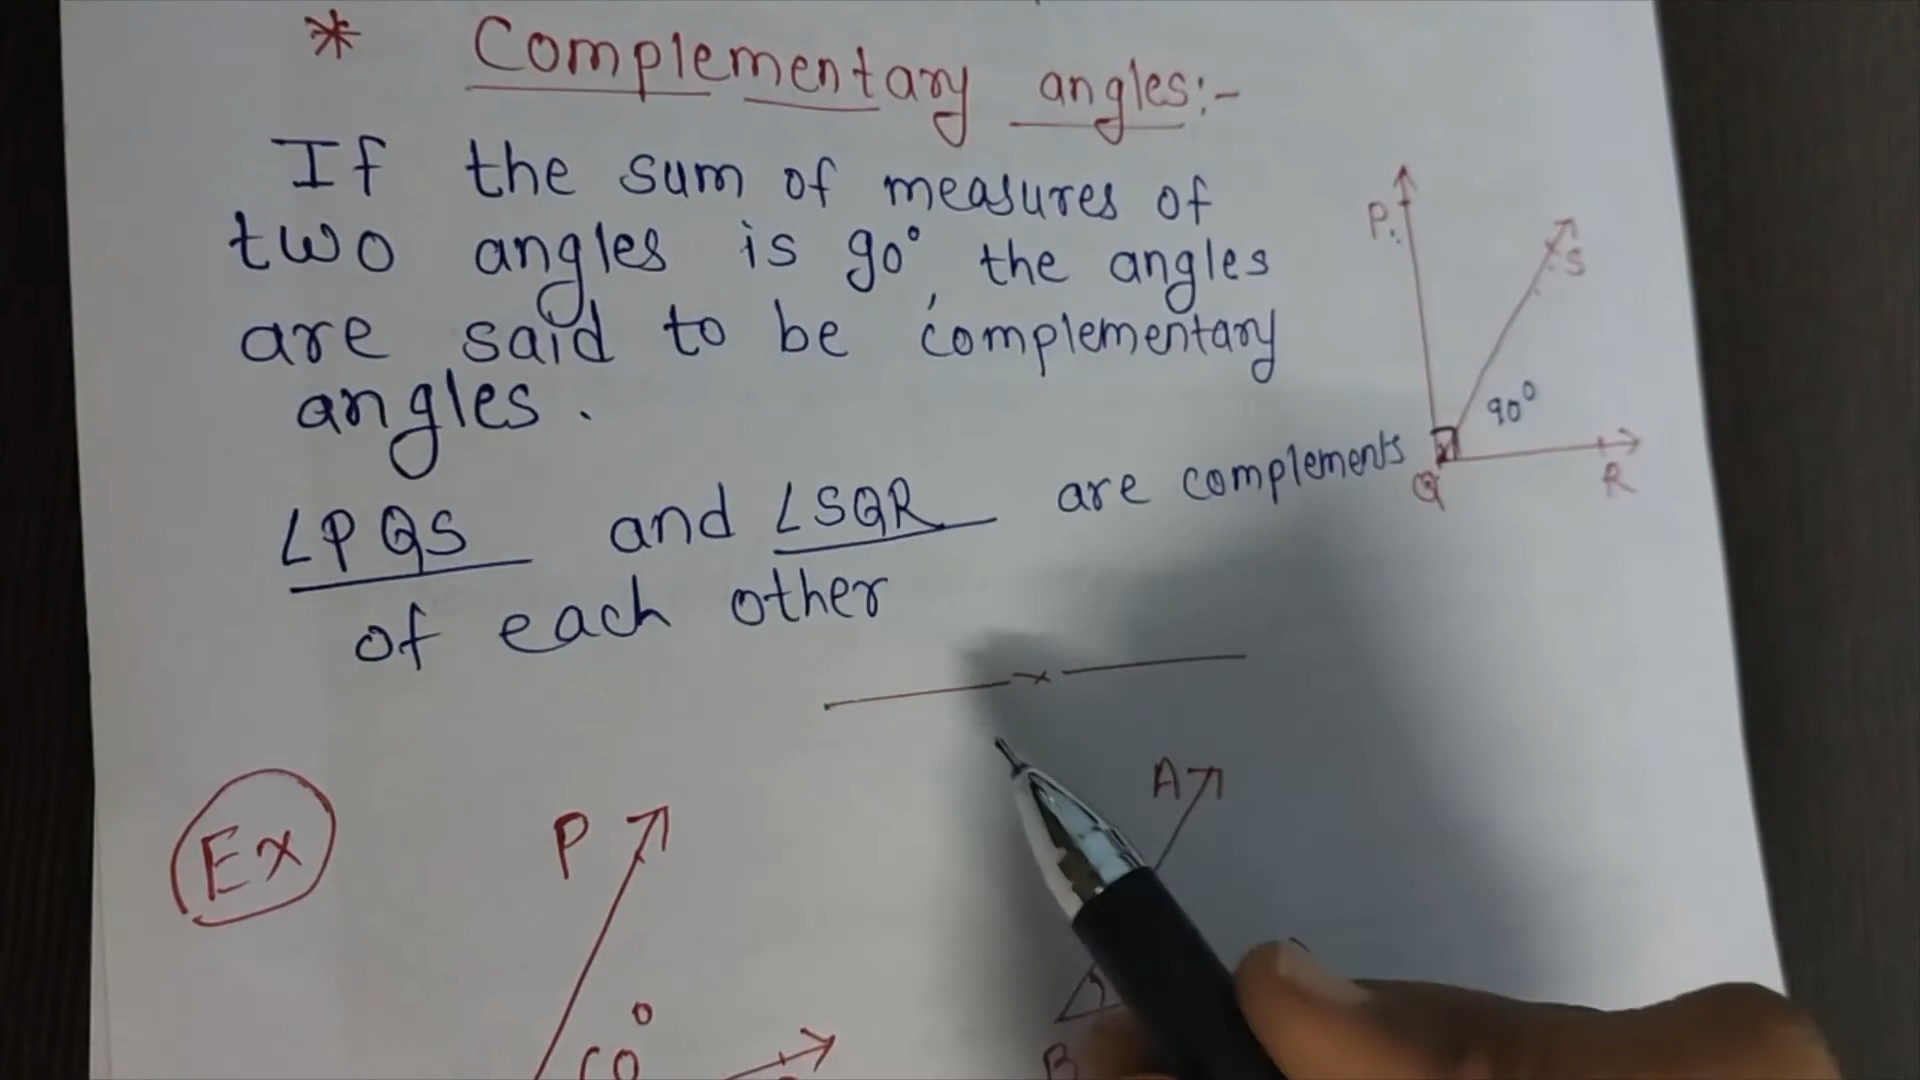 * Complementary angles:-
If the sum of measures of
two angles is 90°, the angles
are said to be complementary
angles.
∠PQS and ∠SQR are complements
of each other
P
S
90°
Q
R
Ex
P
A
B